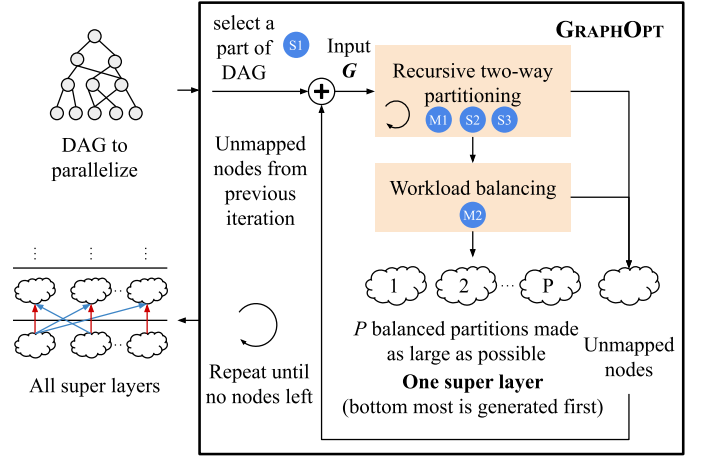 GRAPHOPT
select a
part of
DAG
S1
Input
G
Recursive two-way
partitioning
M1 S2 S3
DAG to
parallelize
Unmapped
nodes from
previous
iteration
Workload balancing
M2
1 2 P
P balanced partitions made
as large as possible
Unmapped
nodes
One super layer
(bottom most is generated first)
Repeat until
no nodes left
All super layers